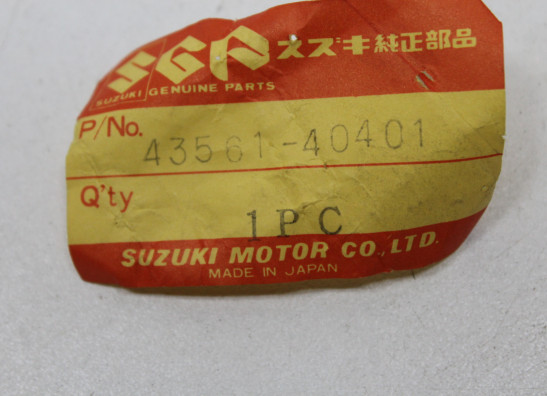 SGP スズキ純正部品
SUZUKI GENUINE PARTS
P/No. 43561-40401
Q'ty 1PC
SUZUKI MOTOR CO., LTD.
MADE IN JAPAN